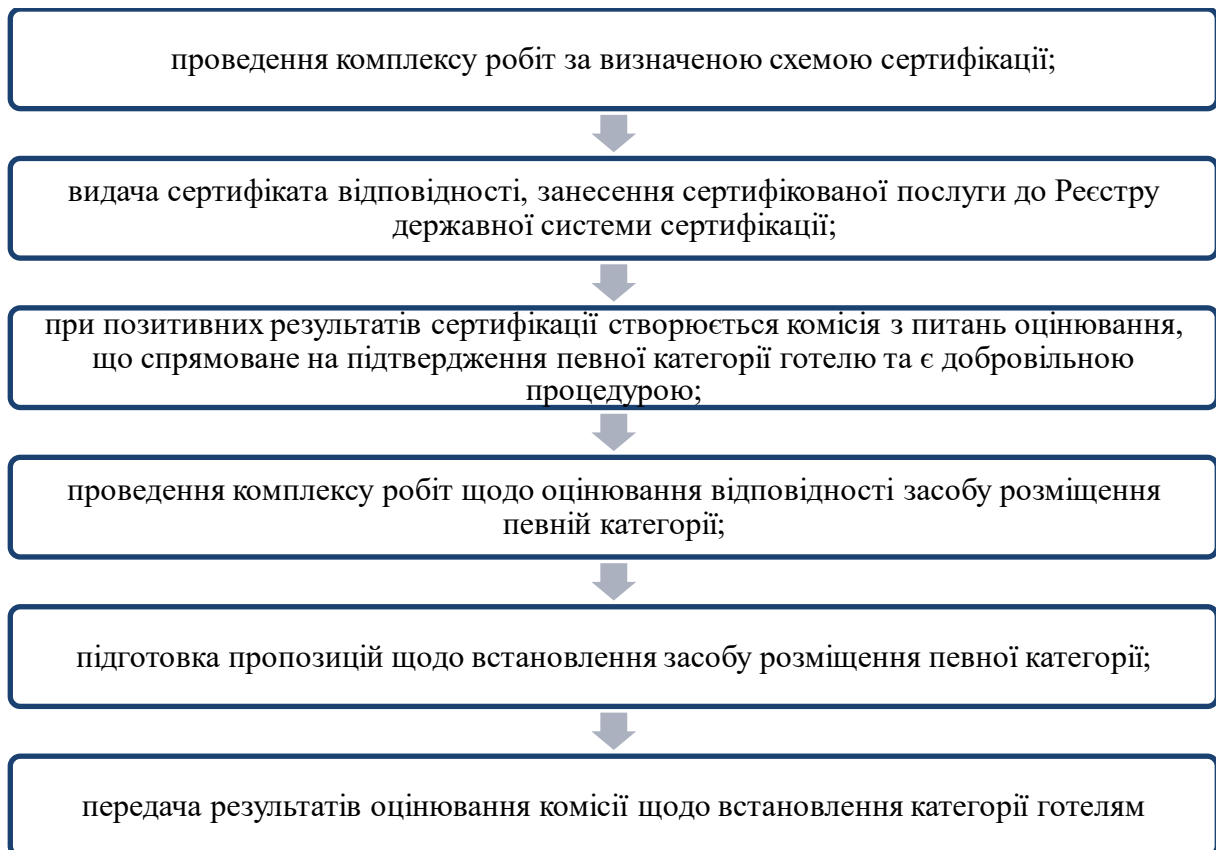 проведення комплексу робіт за визначеною схемою сертифікації;
видача сертифіката відповідності, занесення сертифікованої послуги до Реєстру
державної системи сертифікації;
при позитивних результатів сертифікації створюється комісія з питань оцінювання,
що спрямоване на підтвердження певної категорії готелю та є добровільною
процедурою;
проведення комплексу робіт щодо оцінювання відповідності засобу розміщення
певній категорії;
підготовка пропозицій щодо встановлення засобу розміщення певної категорії;
передача результатів оцінювання комісії щодо встановлення категорії готелям